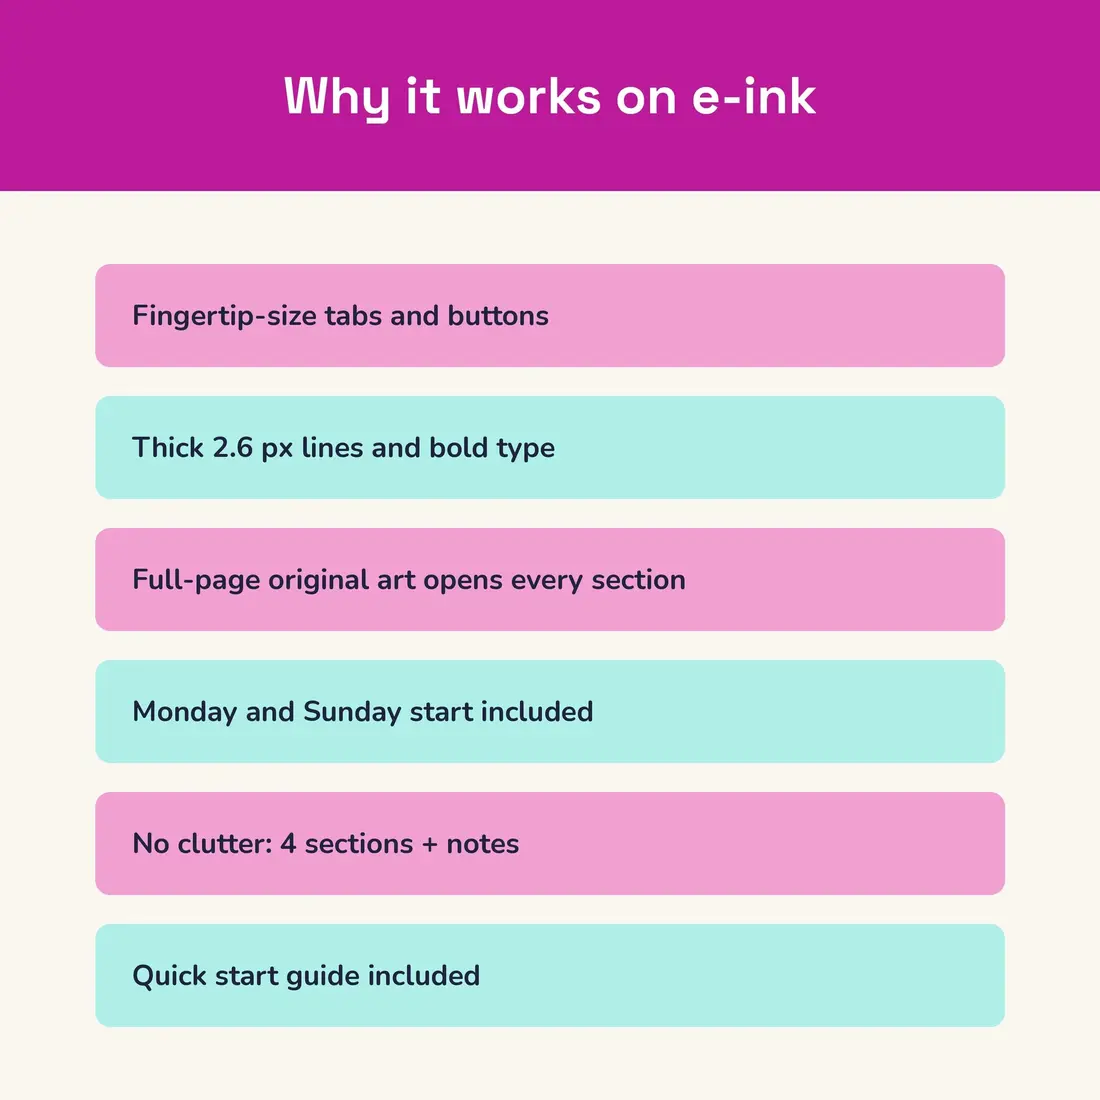 Why it works on e-ink
Fingertip-size tabs and buttons
Thick 2.6 px lines and bold type
Full-page original art opens every section
Monday and Sunday start included
No clutter: 4 sections + notes
Quick start guide included